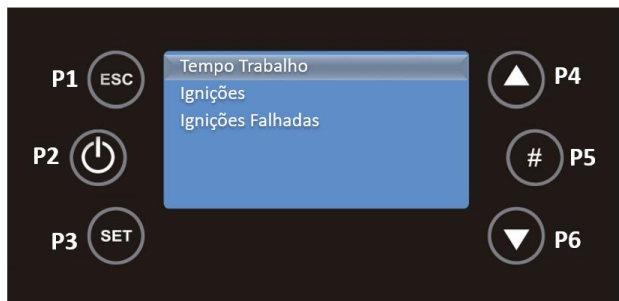 P1 ESC
P2
P3 SET
Tempo Trabalho
Ignições
Ignições Falhadas
P4
# P5
P6